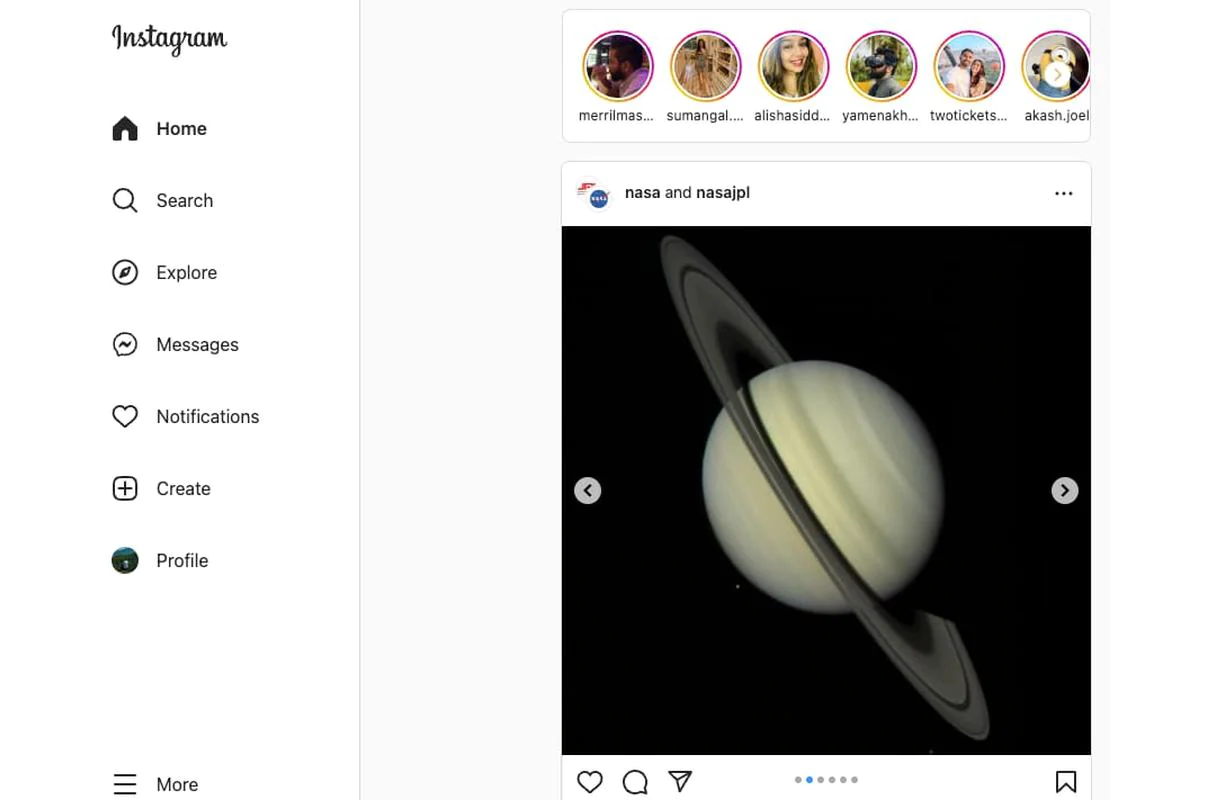 Instagram
Home
Search
Explore
Messages
Notifications
Create
Profile
More
merrilmas... sumangal.... alishasidd... yamenakh... twotickets... akash.joel
nasa and nasajpl